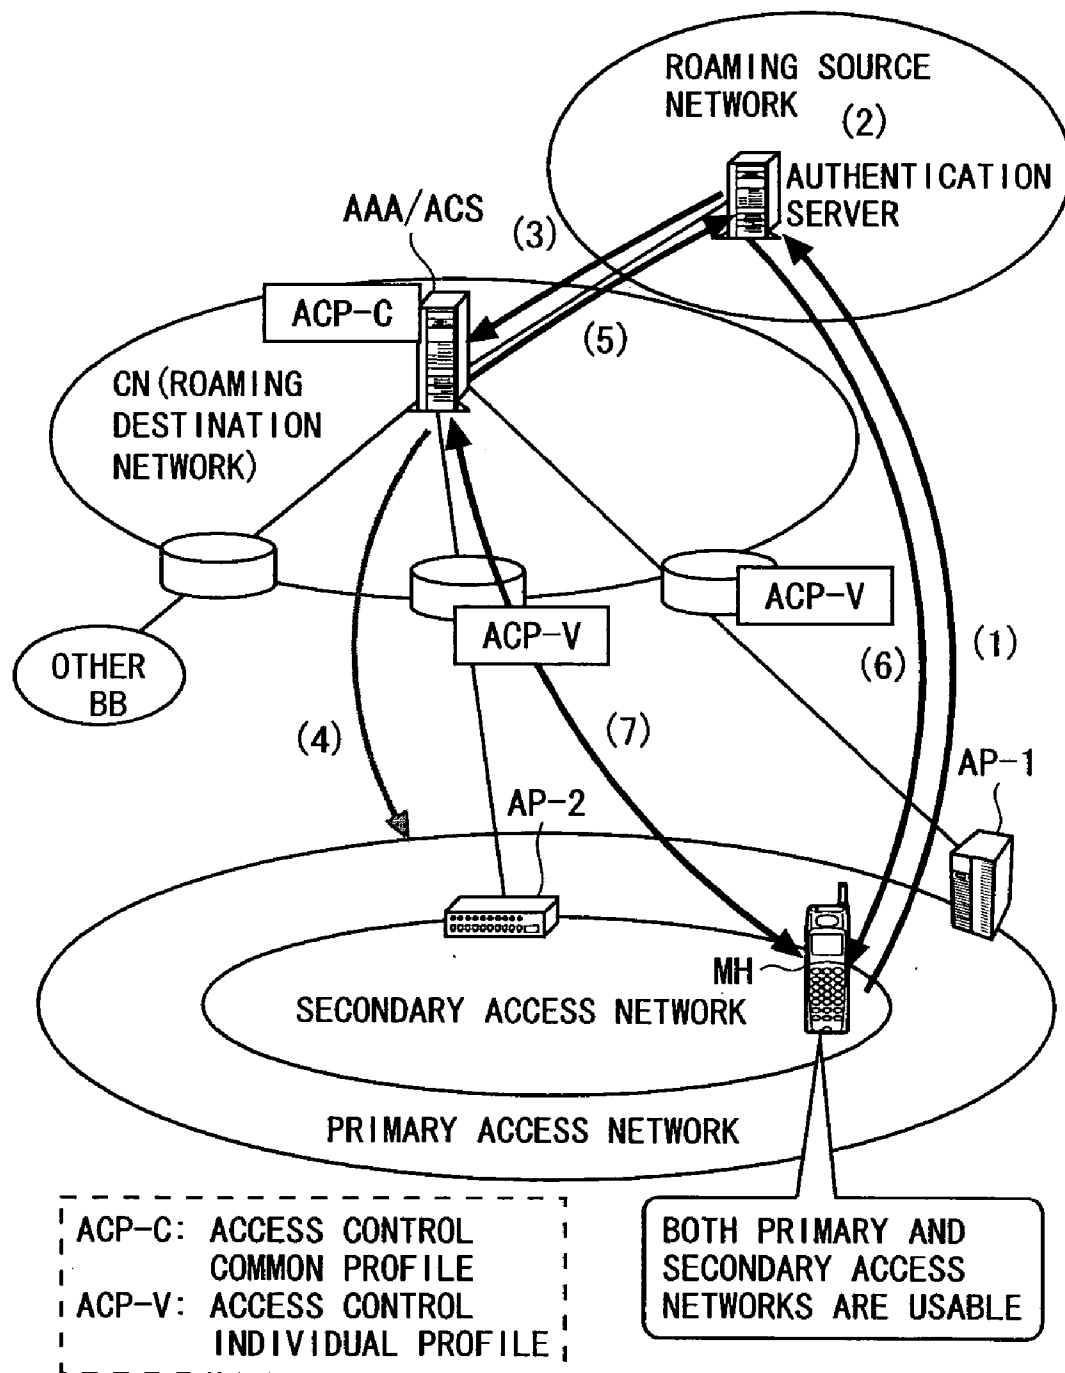 ROAMING SOURCE
NETWORK
(2)
AUTHENTICATION
SERVER
AAA/ACS
(3)
ACP-C
(5)
CN(ROAMING
DESTINATION
NETWORK)
ACP-V
ACP-V
OTHER
BB
(6)
(1)
(4)
(7)
AP-1
AP-2
MH
SECONDARY ACCESS NETWORK
PRIMARY ACCESS NETWORK
ACP-C: ACCESS CONTROL
COMMON PROFILE
ACP-V: ACCESS CONTROL
INDIVIDUAL PROFILE
BOTH PRIMARY AND
SECONDARY ACCESS
NETWORKS ARE USABLE